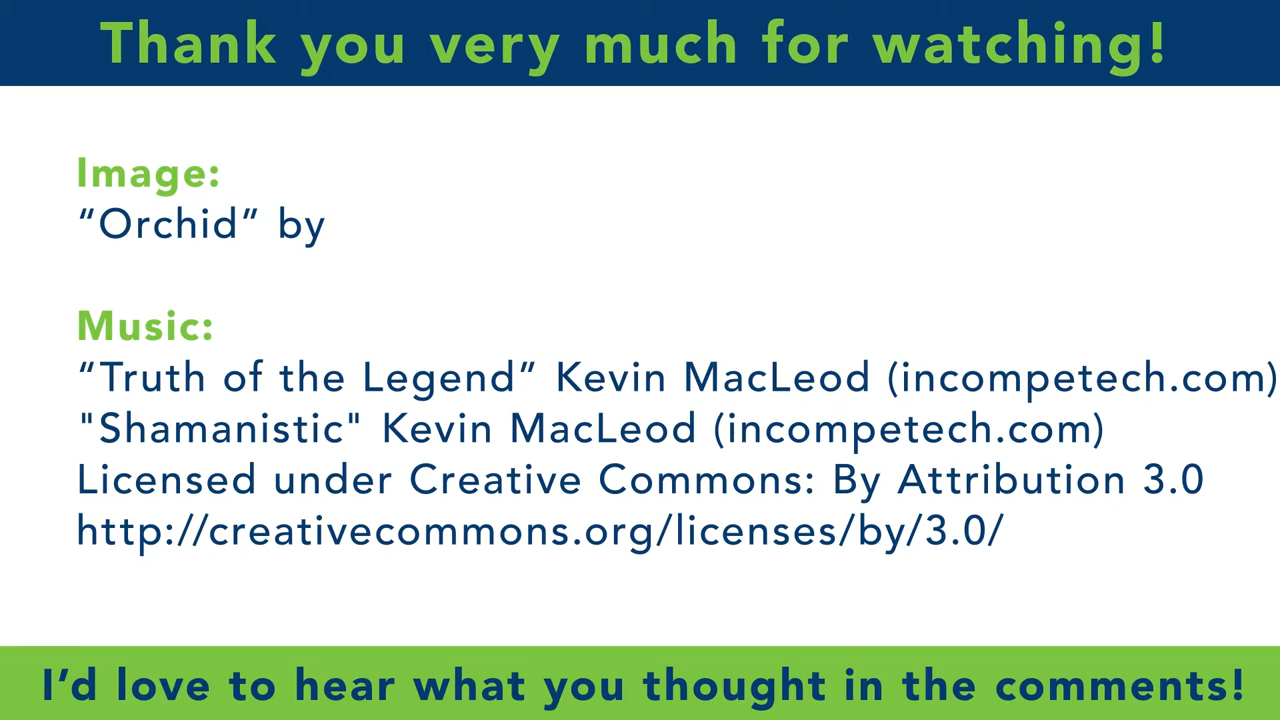 Thank you very much for watching!
Image:
“Orchid” by
Music:
“Truth of the Legend” Kevin MacLeod (incompetech.com)
"Shamanistic" Kevin MacLeod (incompetech.com)
Licensed under Creative Commons: By Attribution 3.0
http://creativecommons.org/licenses/by/3.0/
I’d love to hear what you thought in the comments!